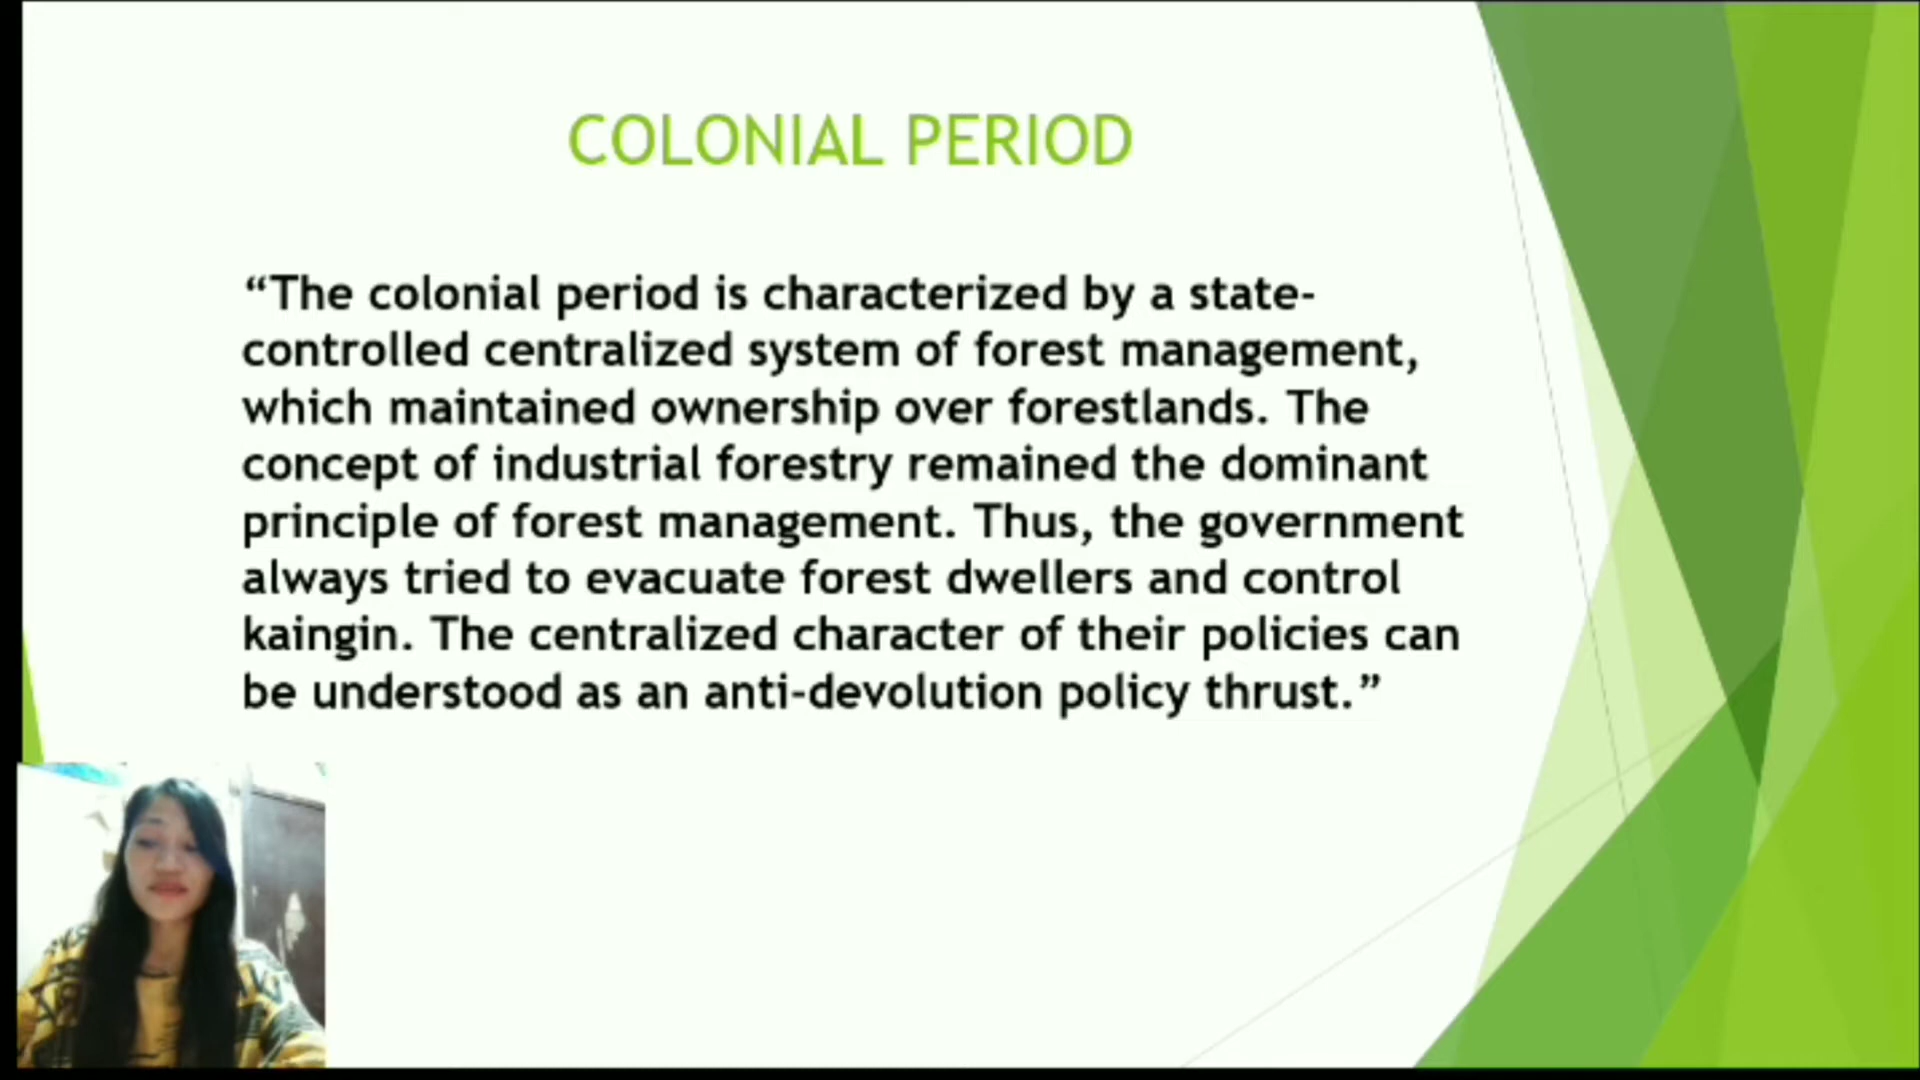 COLONIAL PERIOD
“The colonial period is characterized by a state-
controlled centralized system of forest management,
which maintained ownership over forestlands. The
concept of industrial forestry remained the dominant
principle of forest management. Thus, the government
always tried to evacuate forest dwellers and control
kaingin. The centralized character of their policies can
be understood as an anti-devolution policy thrust.”